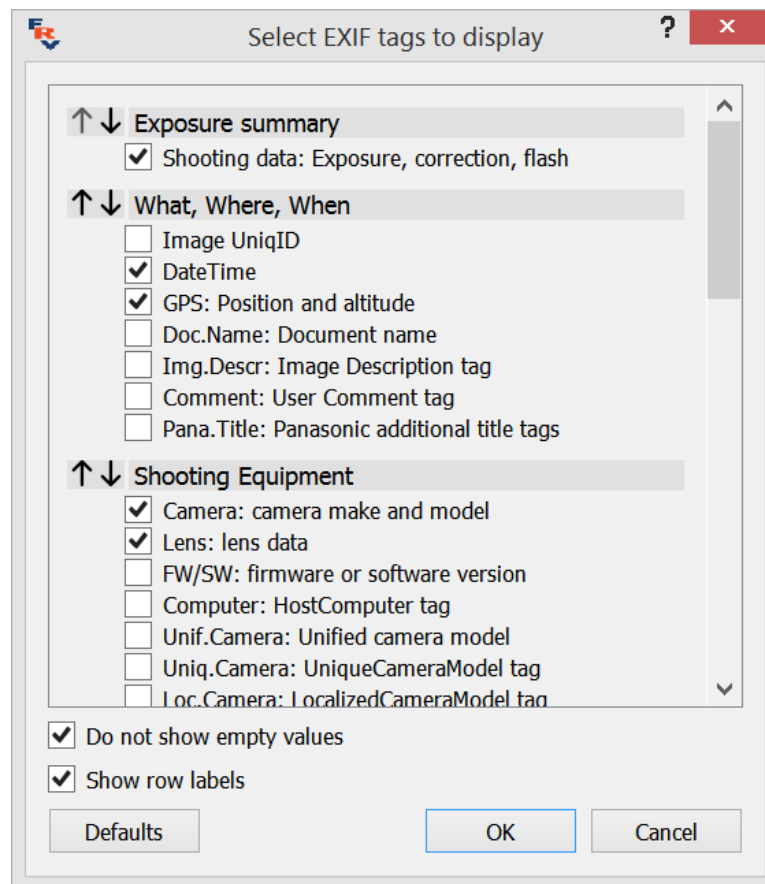 FRV
Select EXIF tags to display
?
Exposure summary
Shooting data: Exposure, correction, flash
What, Where, When
Image UniqID
DateTime
GPS: Position and altitude
Doc.Name: Document name
Img.Descr: Image Description tag
Comment: User Comment tag
Pana.Title: Panasonic additional title tags
Shooting Equipment
Camera: camera make and model
Lens: lens data
FW/SW: firmware or software version
Computer: HostComputer tag
Unif.Camera: Unified camera model
Uniq.Camera: UniqueCameraModel tag
Loc.Camera: LocalizedCameraModel tag
Do not show empty values
Show row labels
Defaults
OK
Cancel